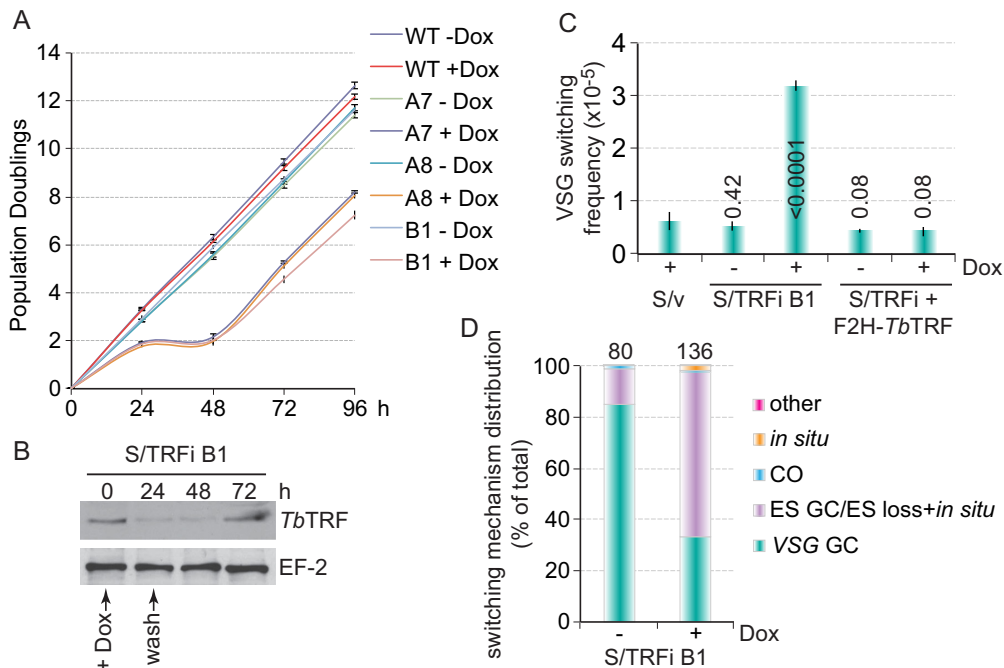 A
Population Doublings
14
12
10
8
6
4
2
0
0 24 48 72 96 h
WT -Dox
WT +Dox
A7 - Dox
A7 + Dox
A8 - Dox
A8 + Dox
B1 - Dox
B1 + Dox
B
S/TRFi B1
0 24 48 72 h
TbTRF
EF-2
+ Dox→
wash→
C
VSG switching
frequency (x10-5)
4
3
2
1
0
0.42
<0.0001
0.08
0.08
+ - + - + Dox
S/v S/TRFi B1 S/TRFi +
F2H-TbTRF
D
switching mechanism distribution
(% of total)
100
80
60
40
20
0
80 136
- + Dox
S/TRFi B1
other
in situ
CO
ES GC/ES loss+in situ
VSG GC